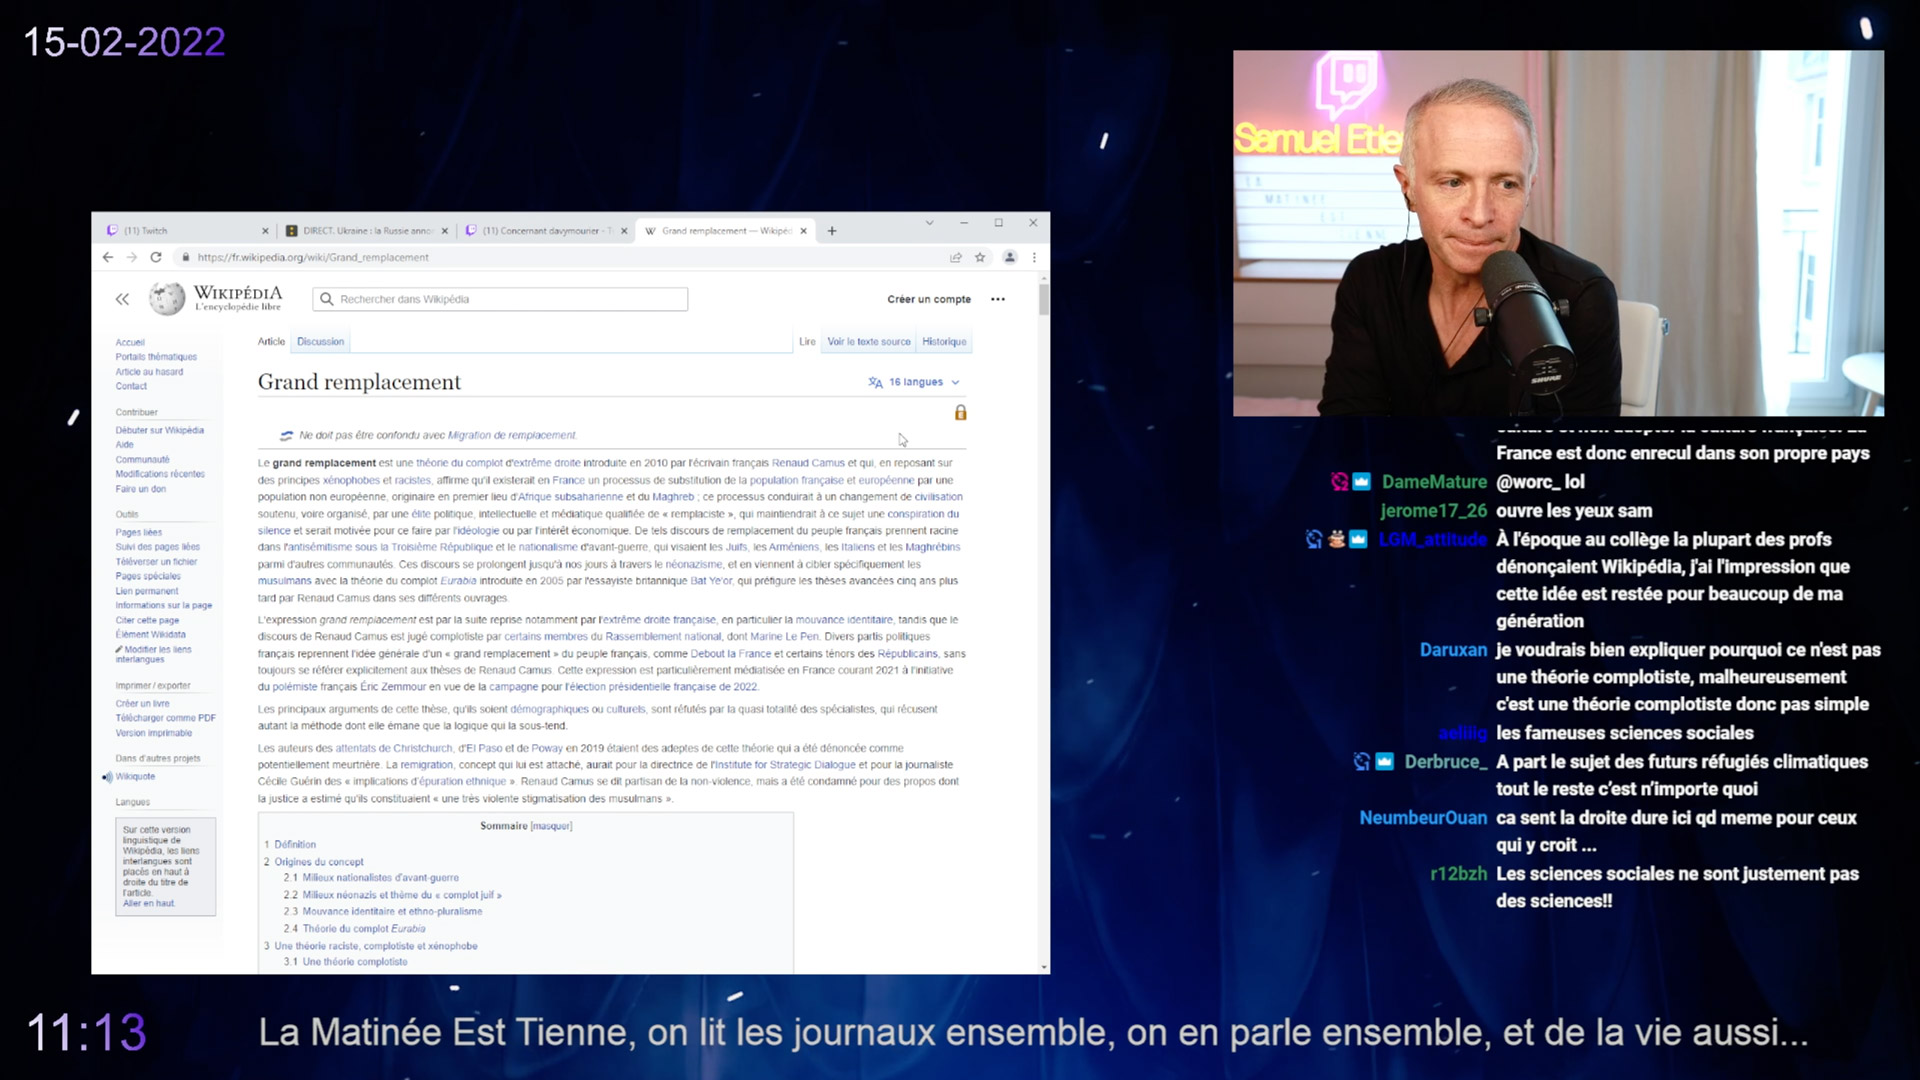 15-02-2022
Samuel Etie
LA
MATINÉE
EST
TIENNE
(11) Twitch
DIRECT. Ukraine : la Russie anno
(11) Concernant davymourier - T
Grand remplacement — Wikipéd
https://fr.wikipedia.org/wiki/Grand_remplacement
WIKIPÉDIA
L'encyclopédie libre
Rechercher dans Wikipédia
Créer un compte
Article
Discussion
Lire
Voir le texte source
Historique
Accueil
Portails thématiques
Article au hasard
Contact
Contribuer
Débuter sur Wikipédia
Aide
Communauté
Modifications récentes
Faire un don
Outils
Pages liées
Suivi des pages liées
Téléverser un fichier
Pages spéciales
Lien permanent
Informations sur la page
Citer cette page
Élément Wikidata
Modifier les liens
interlangues
Imprimer / exporter
Créer un livre
Télécharger comme PDF
Version imprimable
Dans d'autres projets
Wikiquote
Langues
Sur cette version
linguistique de
Wikipédia, les liens
interlangues sont
placés en haut à
droite du titre de
l'article.
Aller en haut.
Grand remplacement
16 langues
Ne doit pas être confondu avec Migration de remplacement.
Le grand remplacement est une théorie du complot d'extrême droite introduite en 2010 par l'écrivain français Renaud Camus et qui, en reposant sur
des principes xénophobes et racistes, affirme qu'il existerait en France un processus de substitution de la population française et européenne par une
population non européenne, originaire en premier lieu d'Afrique subsaharienne et du Maghreb ; ce processus conduirait à un changement de civilisation
soutenu, voire organisé, par une élite politique, intellectuelle et médiatique qualifiée de « remplaciste », qui maintiendrait à ce sujet une conspiration du
silence et serait motivée pour ce faire par l'idéologie ou par l'intérêt économique. De tels discours de remplacement du peuple français prennent racine
dans l'antisémitisme sous la Troisième République et le nationalisme d'avant-guerre, qui visaient les Juifs, les Arméniens, les Italiens et les Maghrébins
parmi d'autres communautés. Ces discours se prolongent jusqu'à nos jours à travers le néonazisme, et en viennent à cibler spécifiquement les
musulmans avec la théorie du complot Eurabia introduite en 2005 par l'essayiste britannique Bat Ye'or, qui préfigure les thèses avancées cinq ans plus
tard par Renaud Camus dans ses différents ouvrages.
L'expression grand remplacement est par la suite reprise notamment par l'extrême droite française, en particulier la mouvance identitaire, tandis que le
discours de Renaud Camus est jugé complotiste par certains membres du Rassemblement national, dont Marine Le Pen. Divers partis politiques
français reprennent l'idée générale d'un « grand remplacement » du peuple français, comme Debout la France et certains ténors des Républicains, sans
toujours se référer explicitement aux thèses de Renaud Camus. Cette expression est particulièrement médiatisée en France courant 2021 à l'initiative
du polémiste français Éric Zemmour en vue de la campagne pour l'élection présidentielle française de 2022.
Les principaux arguments de cette thèse, qu'ils soient démographiques ou culturels, sont réfutés par la quasi totalité des spécialistes, qui récusent
autant la méthode dont elle émane que la logique qui la sous-tend.
Les auteurs des attentats de Christchurch, d'El Paso et de Poway en 2019 étaient des adeptes de cette théorie qui a été dénoncée comme
potentiellement meurtrière. La remigration, concept qui lui est attaché, aurait pour la directrice de l'Institute for Strategic Dialogue et pour la journaliste
Cécile Guérin des « implications d'épuration ethnique ». Renaud Camus se dit partisan de la non-violence, mais a été condamné pour des propos dont
la justice a estimé qu'ils constituaient « une très violente stigmatisation des musulmans ».
Sommaire [masquer]
1 Définition
2 Origines du concept
2.1 Milieux nationalistes d'avant-guerre
2.2 Milieux néonazis et thème du « complot juif »
2.3 Mouvance identitaire et ethno-pluralisme
2.4 Théorie du complot Eurabia
3 Une théorie raciste, complotiste et xénophobe
3.1 Une théorie complotiste
SHURE
France est donc enrecul dans son propre pays
DameMature @worc_ lol
jerome17_26 ouvre les yeux sam
LGM_attitude À l'époque au collège la plupart des profs
dénonçaient Wikipédia, j'ai l'impression que
cette idée est restée pour beaucoup de ma
génération
Daruxan je voudrais bien expliquer pourquoi ce n'est pas
une théorie complotiste, malheureusement
c'est une théorie complotiste donc pas simple
les fameuses sciences sociales
Derbruce_ A part le sujet des futurs réfugiés climatiques
tout le reste c'est n'importe quoi
NeumbeurOuan ca sent la droite dure ici qd meme pour ceux
qui y croit ...
r12bzh Les sciences sociales ne sont justement pas
des sciences!!
11:13
La Matinée Est Tienne, on lit les journaux ensemble, on en parle ensemble, et de la vie aussi...